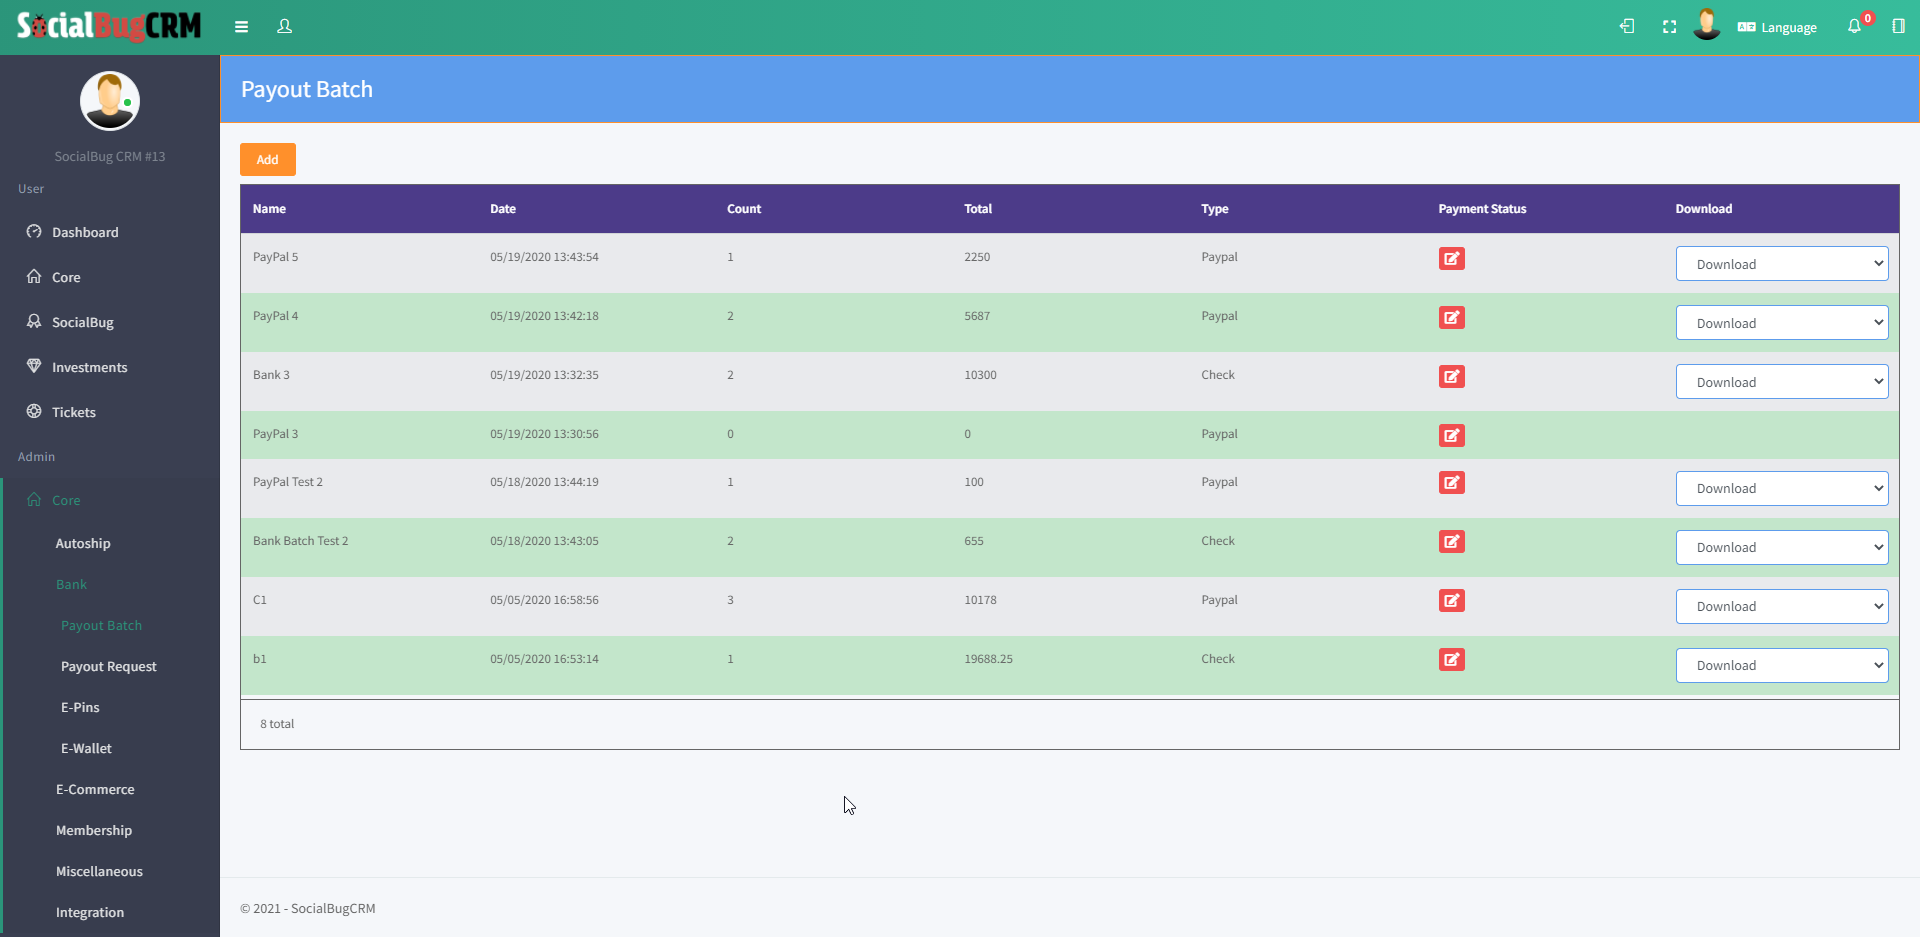 SocialBugCRM
Language
0
SocialBug CRM #13
User
Dashboard
Core
SocialBug
Investments
Tickets
Admin
Core
Autoship
Bank
Payout Batch
Payout Request
E-Pins
E-Wallet
E-Commerce
Membership
Miscellaneous
Integration
Payout Batch
Add
Name Date Count Total Type Payment Status Download
PayPal 5 05/19/2020 13:43:54 1 2250 Paypal Download
PayPal 4 05/19/2020 13:42:18 2 5687 Paypal Download
Bank 3 05/19/2020 13:32:35 2 10300 Check Download
PayPal 3 05/19/2020 13:30:56 0 0 Paypal
PayPal Test 2 05/18/2020 13:44:19 1 100 Paypal Download
Bank Batch Test 2 05/18/2020 13:43:05 2 655 Check Download
C1 05/05/2020 16:58:56 3 10178 Paypal Download
b1 05/05/2020 16:53:14 1 19688.25 Check Download
8 total
© 2021 - SocialBugCRM